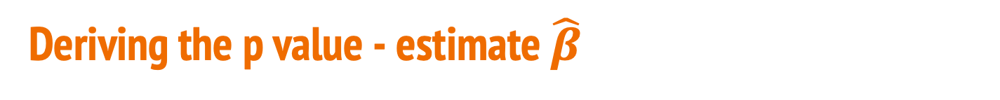 Deriving the p value - estimate β̂